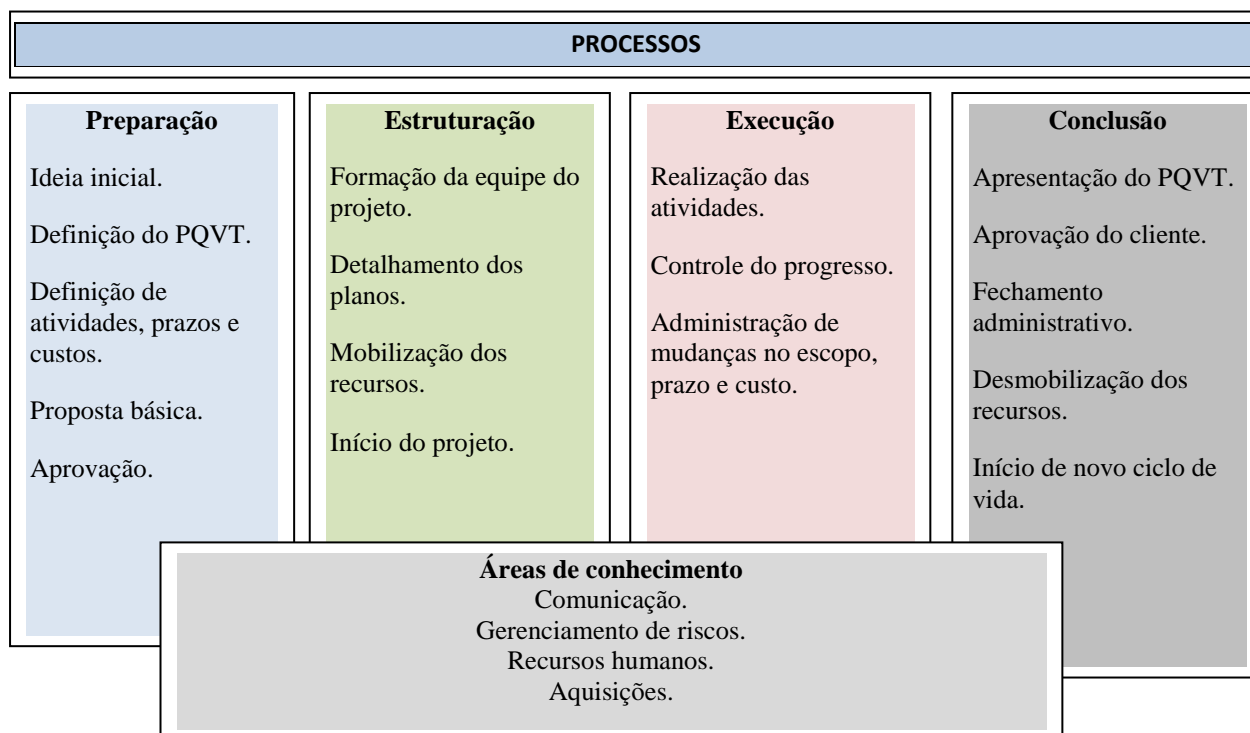 PROCESSOS
Preparação
Ideia inicial.
Definição do PQVT.
Definição de
atividades, prazos e
custos.
Proposta básica.
Aprovação.
Estruturação
Formação da equipe do
projeto.
Detalhamento dos
planos.
Mobilização dos
recursos.
Início do projeto.
Execução
Realização das
atividades.
Controle do progresso.
Administração de
mudanças no escopo,
prazo e custo.
Conclusão
Apresentação do PQVT.
Aprovação do cliente.
Fechamento
administrativo.
Desmobilização dos
recursos.
Início de novo ciclo de
vida.
Áreas de conhecimento
Comunicação.
Gerenciamento de riscos.
Recursos humanos.
Aquisições.